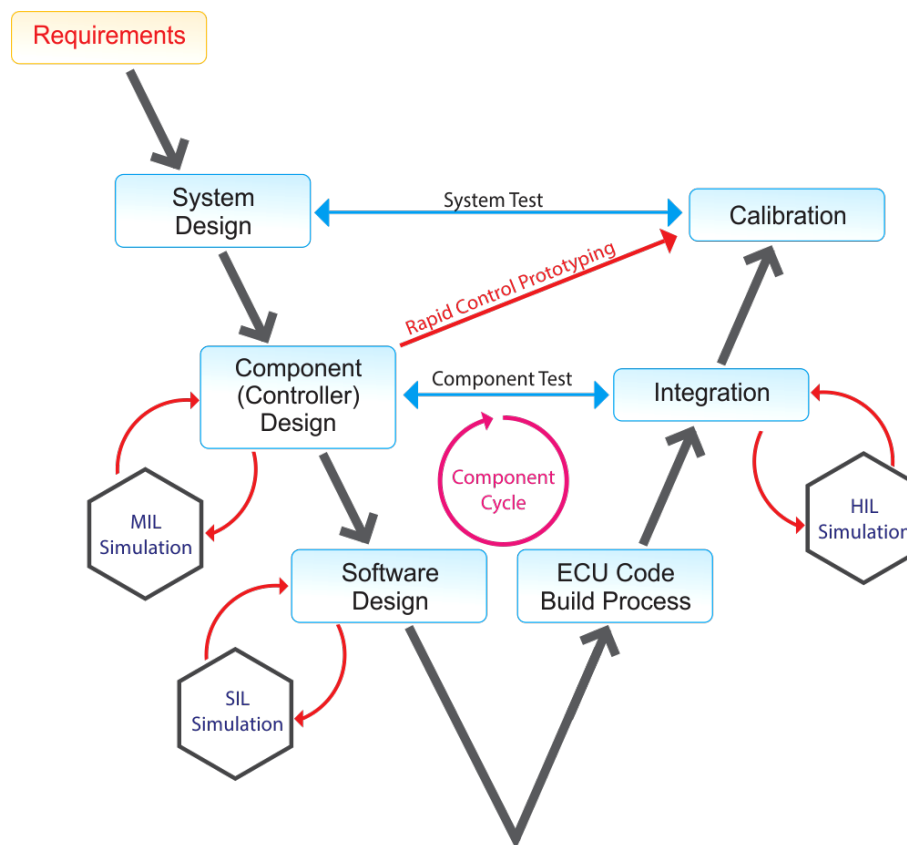 Requirements
System
Design
System Test
Calibration
Rapid Control Prototyping
Component
(Controller)
Design
Component Test
Integration
Component
Cycle
MIL
Simulation
HIL
Simulation
Software
Design
ECU Code
Build Process
SIL
Simulation